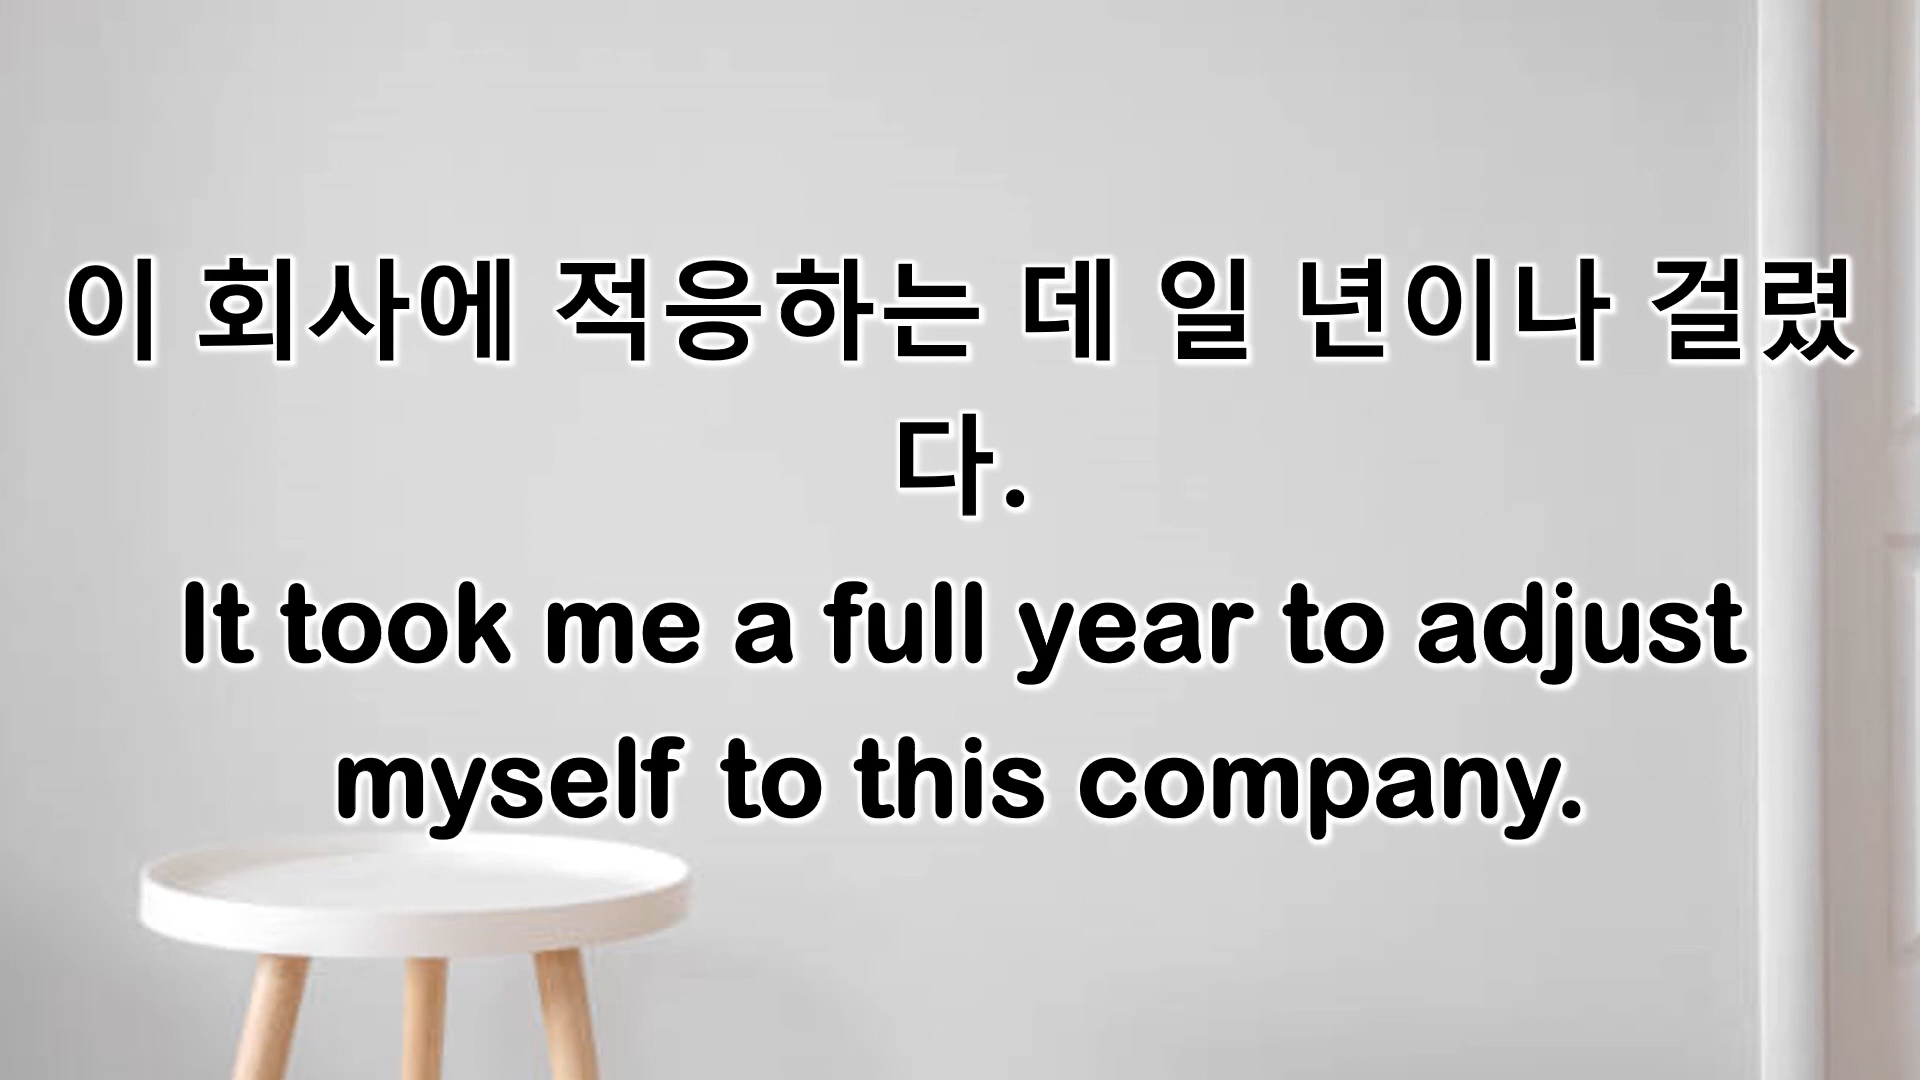 이 회사에 적응하는 데 일 년이나 걸렸
다.
It took me a full year to adjust
myself to this company.